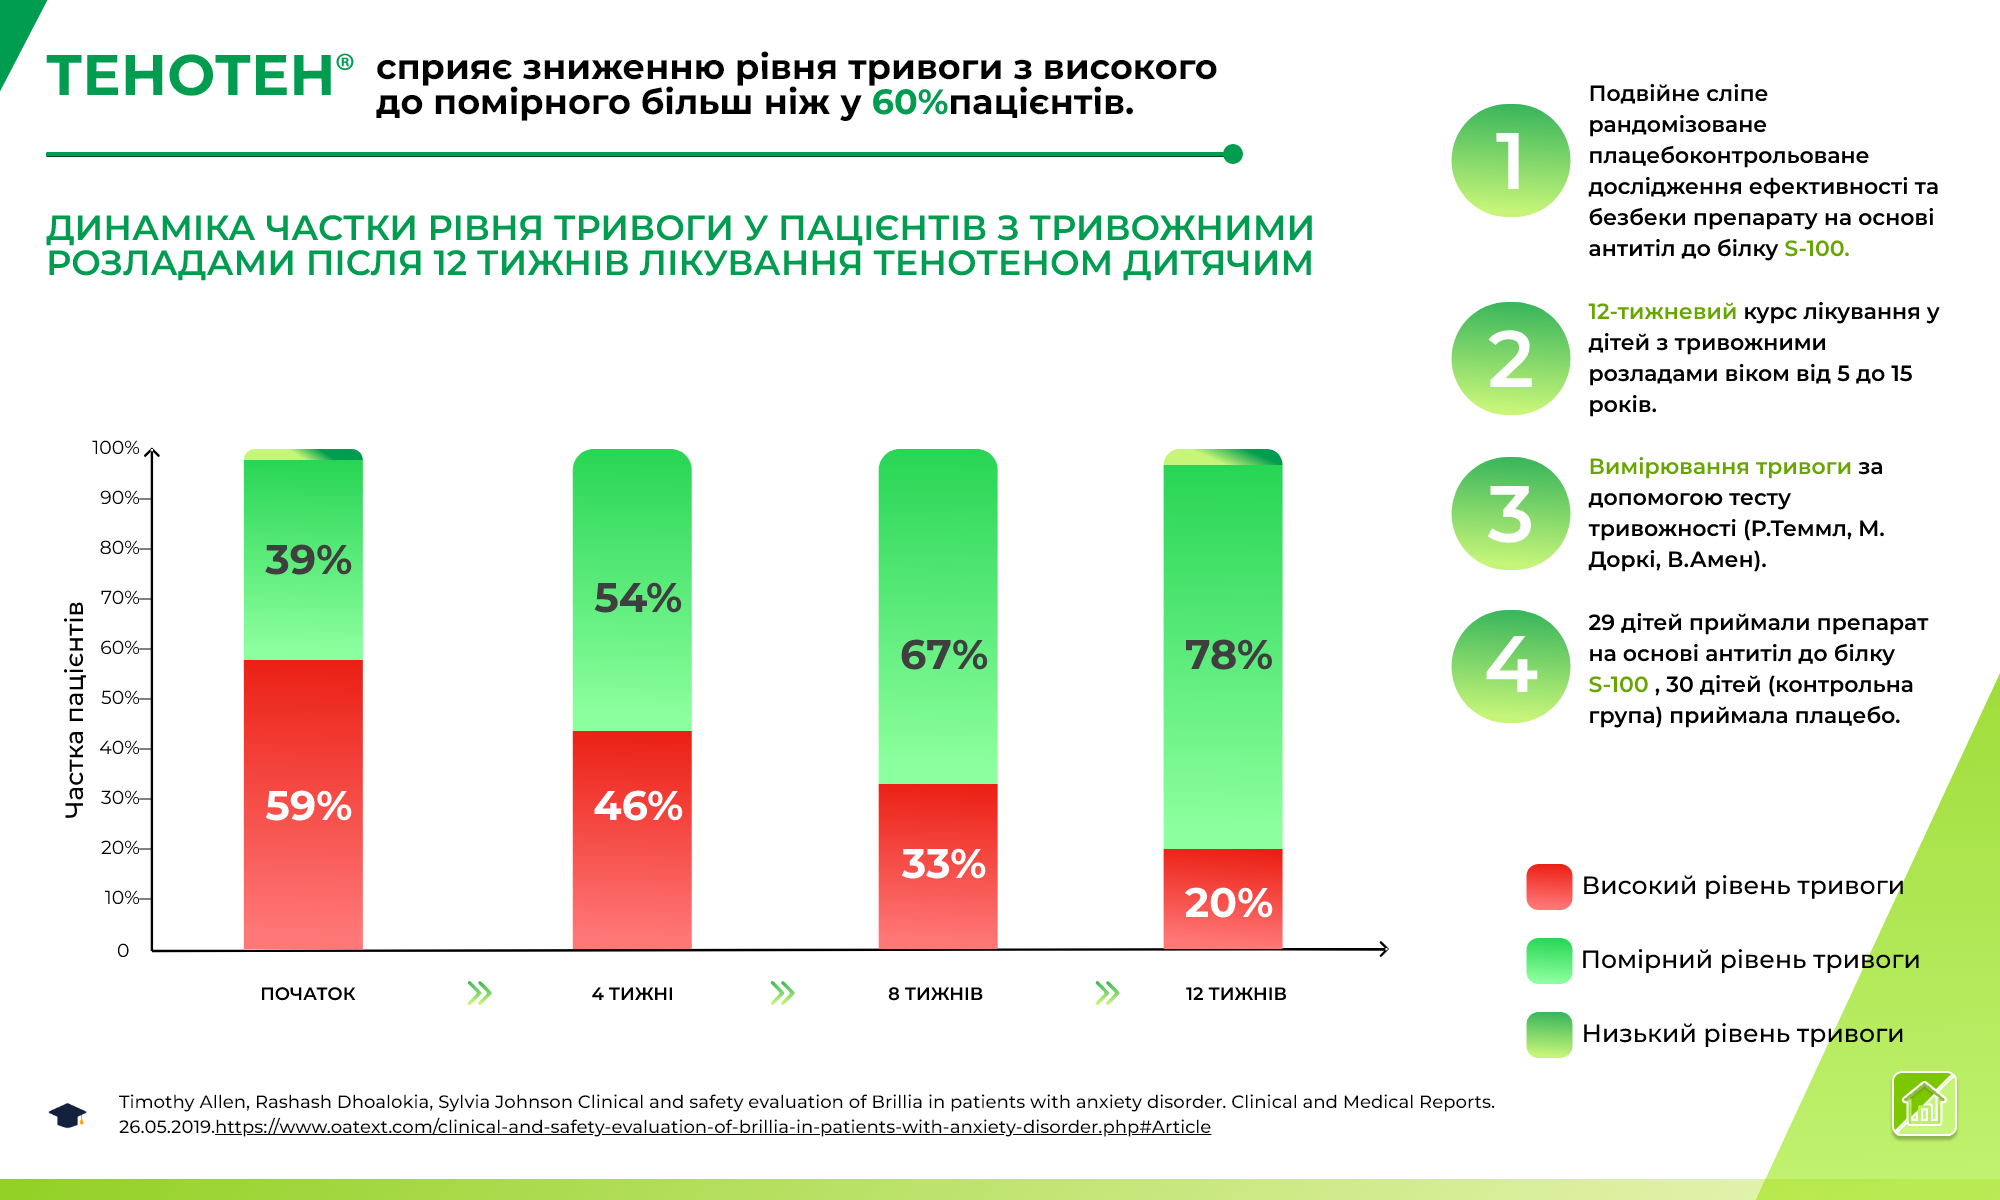 ТЕНОТЕН®
сприяє зниженню рівня тривоги з високого
до помірного більш ніж у 60%пацієнтів.
ДИНАМІКА ЧАСТКИ РІВНЯ ТРИВОГИ У ПАЦІЄНТІВ З ТРИВОЖНИМИ
РОЗЛАДАМИ ПІСЛЯ 12 ТИЖНІВ ЛІКУВАННЯ ТЕНОТЕНОМ ДИТЯЧИМ
Частка пацієнтів
100%
90%
80%
70%
60%
50%
40%
30%
20%
10%
0
39%
59%
54%
46%
67%
33%
78%
20%
ПОЧАТОК
4 ТИЖНІ
8 ТИЖНІВ
12 ТИЖНІВ
1
Подвійне сліпе
рандомізоване
плацебоконтрольоване
дослідження ефективності та
безбеки препарату на основі
антитіл до білку S-100.
2
12-тижневий курс лікування у
дітей з тривожними
розладами віком від 5 до 15
років.
3
Вимірювання тривоги за
допомогою тесту
тривожності (Р.Теммл, М.
Доркі, В.Амен).
4
29 дітей приймали препарат
на основі антитіл до білку
S-100 , 30 дітей (контрольна
група) приймала плацебо.
Високий рівень тривоги
Помірний рівень тривоги
Низький рівень тривоги
Timothy Allen, Rashash Dhoalokia, Sylvia Johnson Clinical and safety evaluation of Brillia in patients with anxiety disorder. Clinical and Medical Reports.
26.05.2019.https://www.oatext.com/clinical-and-safety-evaluation-of-brillia-in-patients-with-anxiety-disorder.php#Article